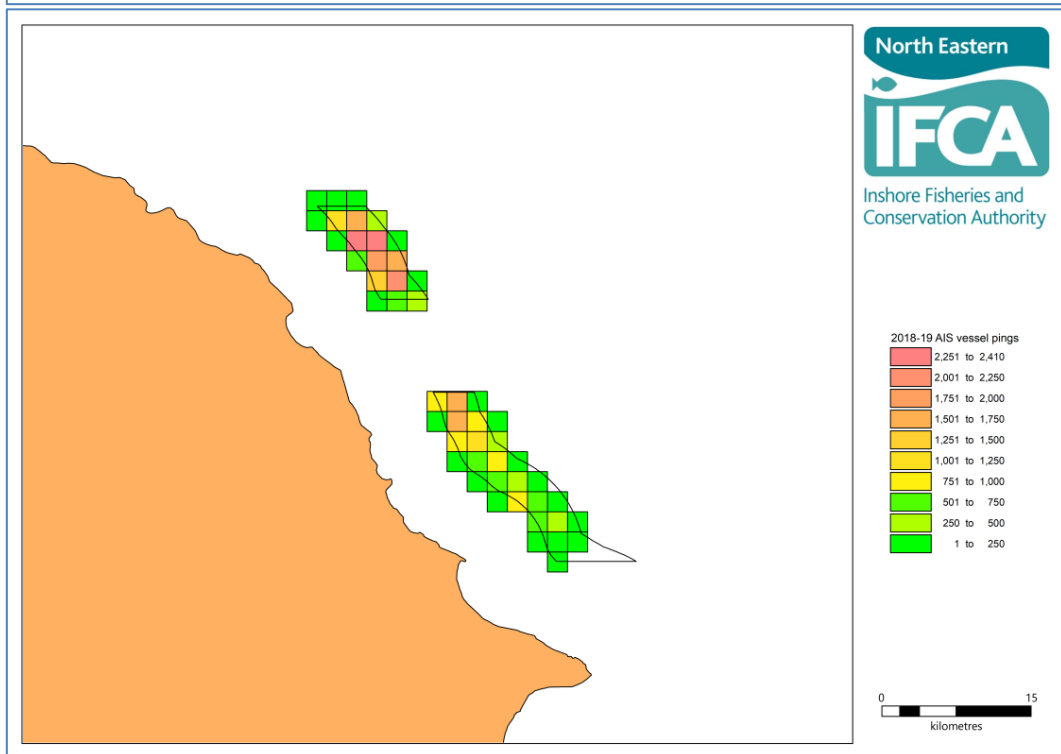 North Eastern
IFCA
Inshore Fisheries and
Conservation Authority
2018-19 AIS vessel pings
2,251 to 2,410
2,001 to 2,250
1,751 to 2,000
1,501 to 1,750
1,251 to 1,500
1,001 to 1,250
751 to 1,000
501 to 750
250 to 500
1 to 250
0 15
kilometres